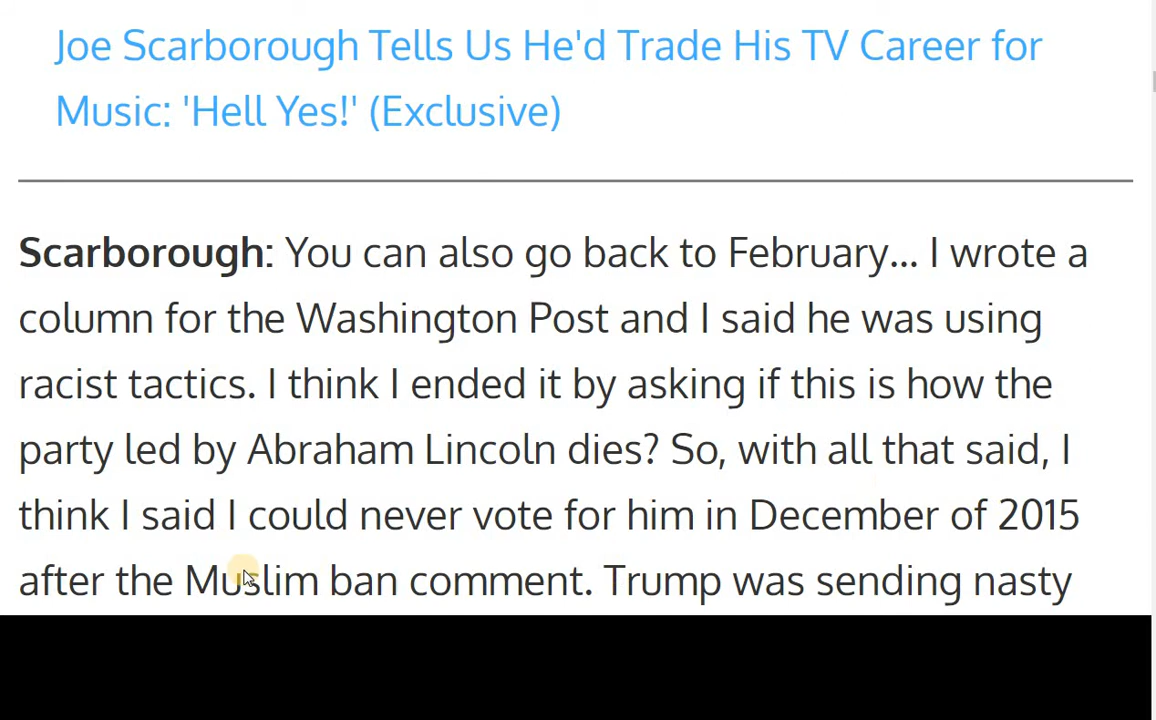 Joe Scarborough Tells Us He'd Trade His TV Career for
Music: 'Hell Yes!' (Exclusive)
Scarborough: You can also go back to February... I wrote a
column for the Washington Post and I said he was using
racist tactics. I think I ended it by asking if this is how the
party led by Abraham Lincoln dies? So, with all that said, I
think I said I could never vote for him in December of 2015
after the Muslim ban comment. Trump was sending nasty